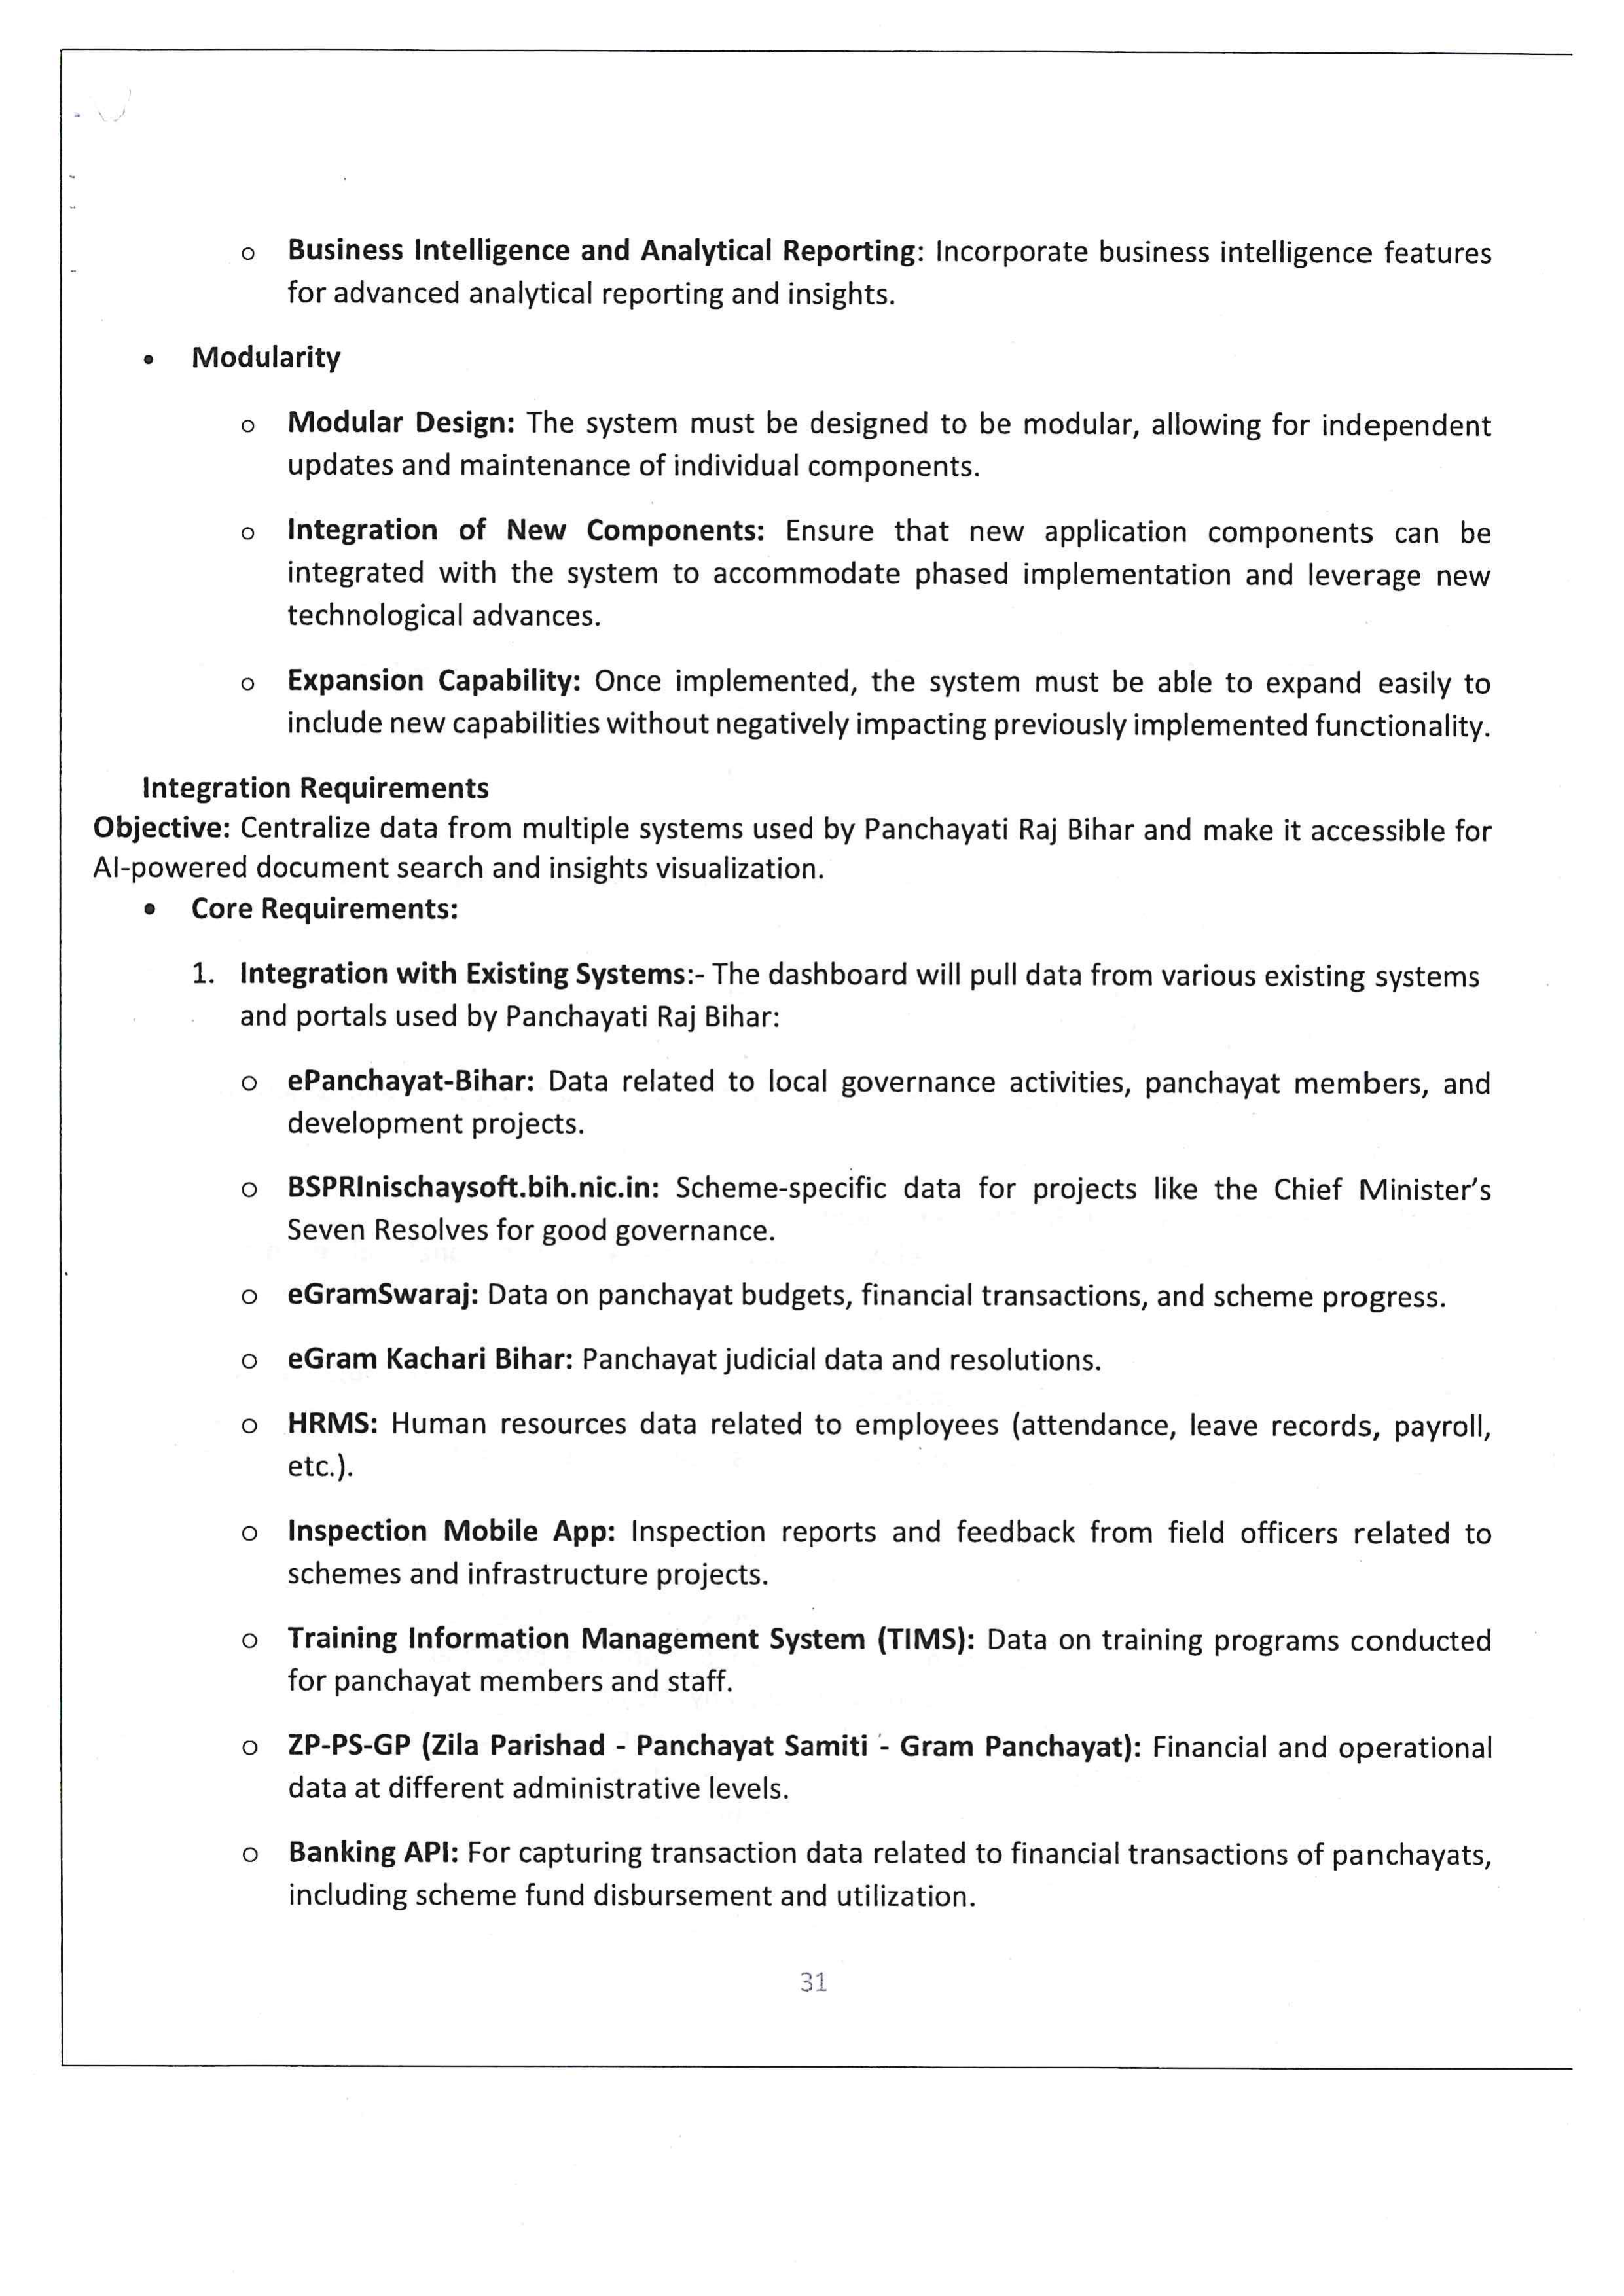 o Business Intelligence and Analytical Reporting: Incorporate business intelligence features
for advanced analytical reporting and insights.
• Modularity
o Modular Design: The system must be designed to be modular, allowing for independent
updates and maintenance of individual components.
o Integration of New Components: Ensure that new application components can be
integrated with the system to accommodate phased implementation and leverage new
technological advances.
o Expansion Capability: Once implemented, the system must be able to expand easily to
include new capabilities without negatively impacting previously implemented functionality.
Integration Requirements
Objective: Centralize data from multiple systems used by Panchayati Raj Bihar and make it accessible for
AI-powered document search and insights visualization.
• Core Requirements:
1. Integration with Existing Systems:- The dashboard will pull data from various existing systems
and portals used by Panchayati Raj Bihar:
o ePanchayat-Bihar: Data related to local governance activities, panchayat members, and
development projects.
o BSPRInischaysoft.bih.nic.in: Scheme-specific data for projects like the Chief Minister's
Seven Resolves for good governance.
o eGramSwaraj: Data on panchayat budgets, financial transactions, and scheme progress.
o eGram Kachari Bihar: Panchayat judicial data and resolutions.
o HRMS: Human resources data related to employees (attendance, leave records, payroll,
etc.).
o Inspection Mobile App: Inspection reports and feedback from field officers related to
schemes and infrastructure projects.
o Training Information Management System (TIMS): Data on training programs conducted
for panchayat members and staff.
o ZP-PS-GP (Zila Parishad - Panchayat Samiti - Gram Panchayat): Financial and operational
data at different administrative levels.
o Banking API: For capturing transaction data related to financial transactions of panchayats,
including scheme fund disbursement and utilization.
31